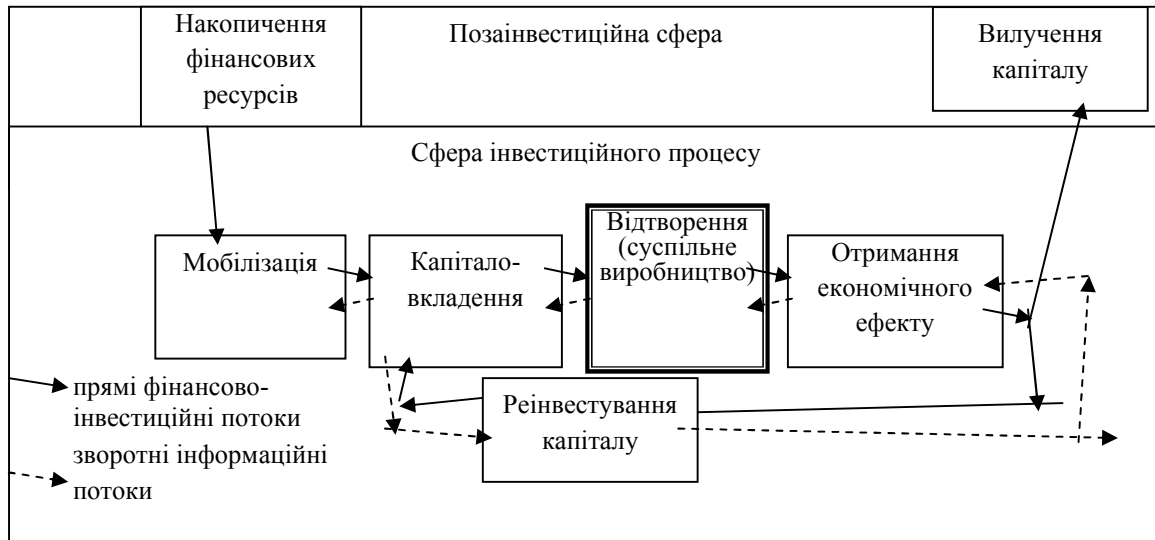 Накопичення
фінансових
ресурсів
Позаінвестиційна сфера
Вилучення
капіталу
Сфера інвестиційного процесу
Мобілізація
Капітало-
вкладення
Відтворення
(суспільне
виробництво)
Отримання
економічного
ефекту
Реінвестування
капіталу
прямі фінансово-
інвестиційні потоки
зворотні інформаційні
потоки